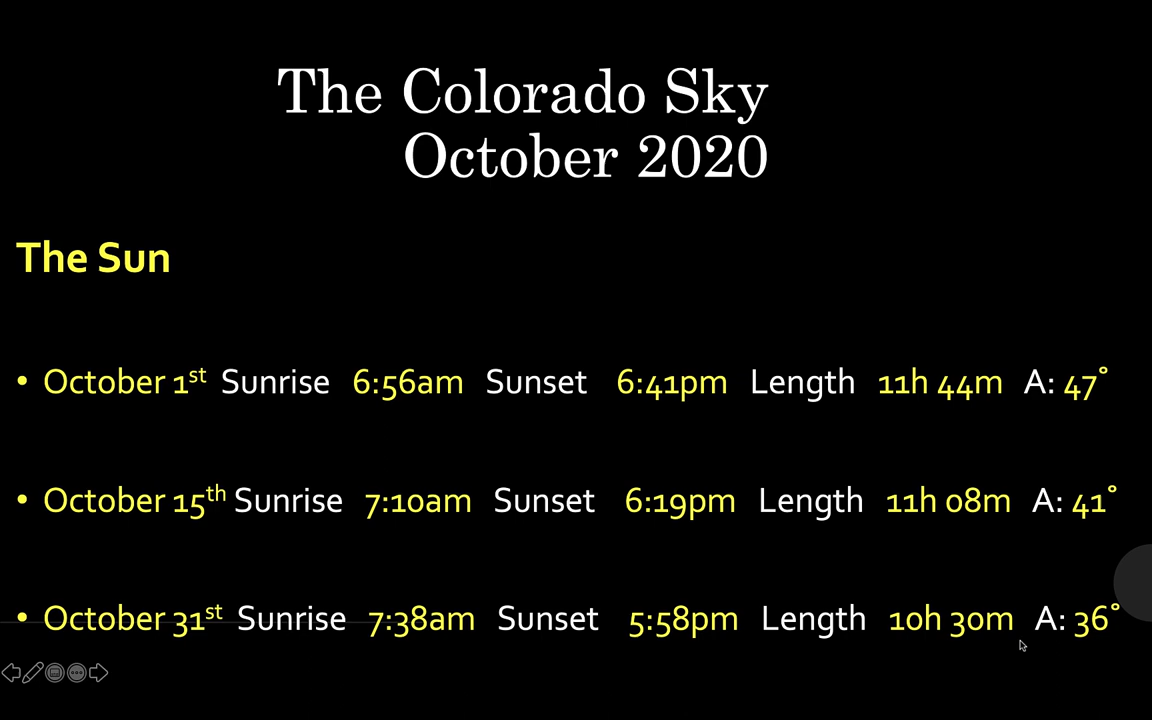 The Colorado Sky
October 2020
The Sun
• October 1st Sunrise 6:56am Sunset 6:41pm Length 11h 44m A: 47°
• October 15th Sunrise 7:10am Sunset 6:19pm Length 11h 08m A: 41°
• October 31st Sunrise 7:38am Sunset 5:58pm Length 10h 30m A: 36°